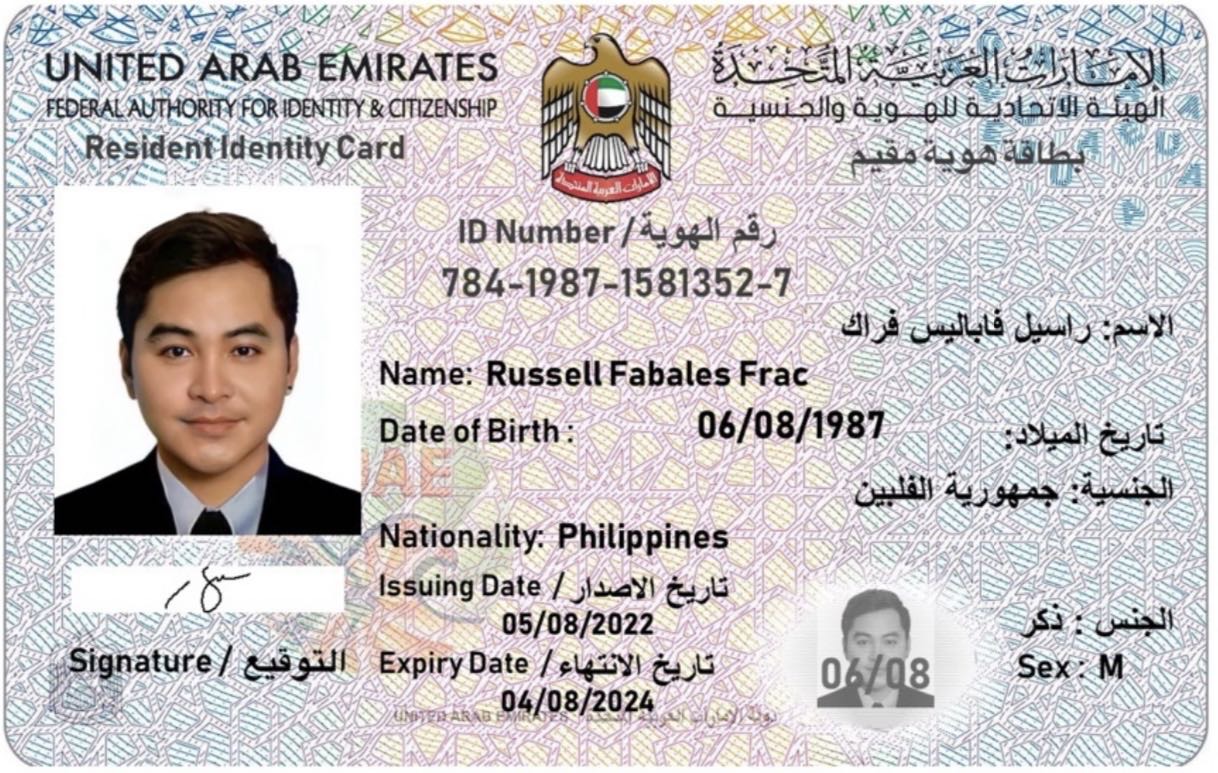 UNITED ARAB EMIRATES
الإمارات العربية المتحدة
FEDERAL AUTHORITY FOR IDENTITY & CITIZENSHIP
الهيئة الاتحادية للهوية والجنسية
Resident Identity Card
بطاقة هوية مقيم
الامارات العربية المتحدة
ID Number / رقم الهوية
784-1987-1581352-7
الاسم: راسيل فاباليس فراك
Name: Russell Fabales Frac
Date of Birth : 06/08/1987 تاريخ الميلاد:
UAE
الجنسية: جمهورية الفلبين
Nationality: Philippines
Issuing Date / تاريخ الاصدار
05/08/2022
Signature / التوقيع
Expiry Date / تاريخ الانتهاء
04/08/2024
الجنس : ذكر
Sex : M
06/08
UNITED ARAB EMIRATES دولة الإمارات العربية المتحدة